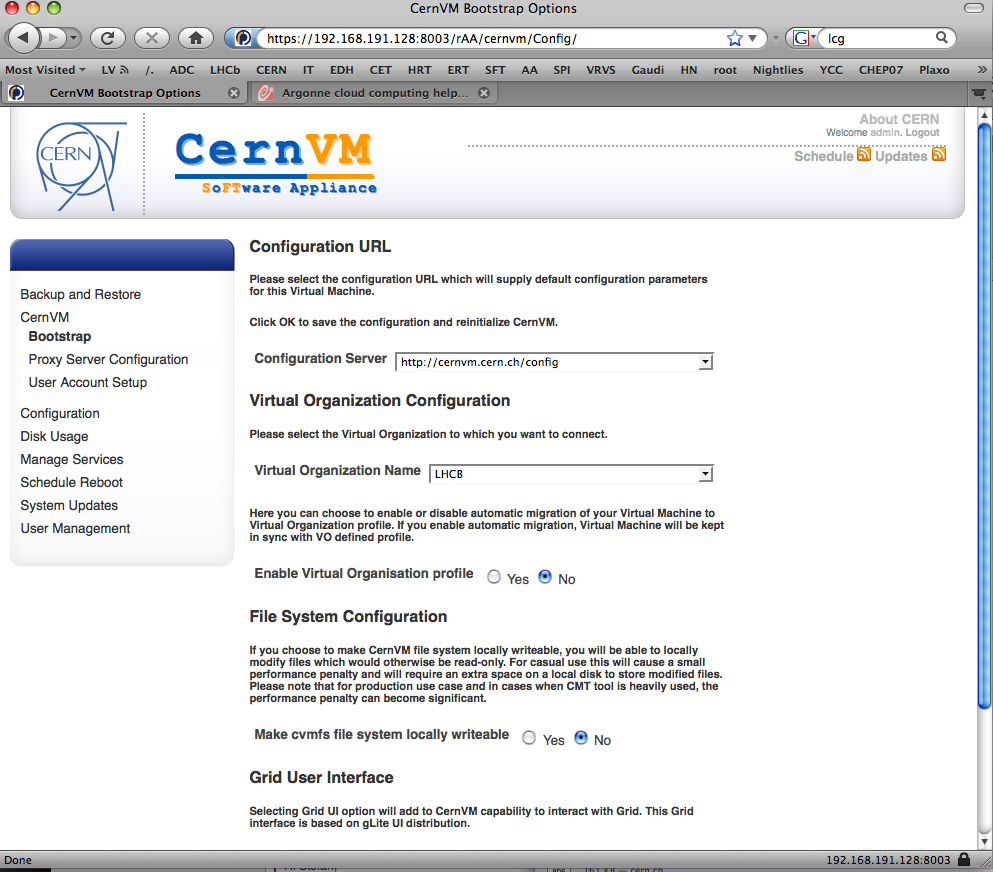 CernVM Bootstrap Options
https://192.168.191.128:8003/rAA/cernvm/Config/
G
lcg
Most Visited LV /. ADC LHCb CERN IT EDH CET HRT ERT SFT AA SPI VRVS Gaudi HN root Nightlies YCC CHEP07 Plaxo »
CernVM Bootstrap Options
Argonne cloud computing help...
CERN
CernVM
SoFTware Appliance
About CERN
Welcome admin. Logout
Schedule Updates
Backup and Restore
CernVM
Bootstrap
Proxy Server Configuration
User Account Setup
Configuration
Disk Usage
Manage Services
Schedule Reboot
System Updates
User Management
Configuration URL
Please select the configuration URL which will supply default configuration parameters
for this Virtual Machine.
Click OK to save the configuration and reinitialize CernVM.
Configuration Server http://cernvm.cern.ch/config
Virtual Organization Configuration
Please select the Virtual Organization to which you want to connect.
Virtual Organization Name LHCB
Here you can choose to enable or disable automatic migration of your Virtual Machine to
Virtual Organization profile. If you enable automatic migration, Virtual Machine will be kept
in sync with VO defined profile.
Enable Virtual Organisation profile Yes No
File System Configuration
If you choose to make CernVM file system locally writeable, you will be able to locally
modify files which would otherwise be read-only. For casual use this will cause a small
performance penalty and will require an extra space on a local disk to store modified files.
Please note that for production use case and in cases when CMT tool is heavily used, the
performance penalty can become significant.
Make cvmfs file system locally writeable Yes No
Grid User Interface
Selecting Grid UI option will add to CernVM capability to interact with Grid. This Grid
interface is based on gLite UI distribution.
Done
192.168.191.128:8003